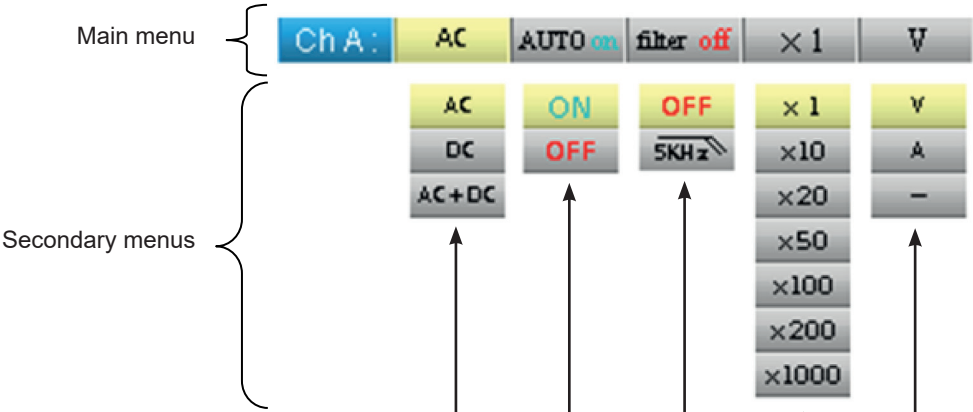 Main menu
Ch A : AC AUTO on filter off × 1 V
AC ON OFF × 1 V
DC OFF 5KHz ×10 A
AC+DC ×20 –
Secondary menus ×50
×100
×200
×1000